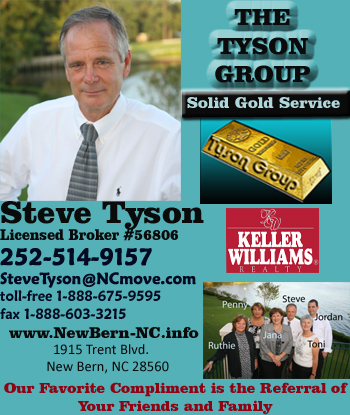 THE
TYSON
GROUP
Solid Gold Service
GOLD
Tyson Group
Steve Tyson
Licensed Broker #56806
252-514-9157
SteveTyson@NCmove.com
toll-free 1-888-675-9595
fax 1-888-603-3215
www.NewBern-NC.info
1915 Trent Blvd.
New Bern, NC 28560
KW
KELLER
WILLIAMS®
REALTY
Penny
Steve
Jordan
Ruthie
Jana
Toni
Our Favorite Compliment is the Referral of
Your Friends and Family